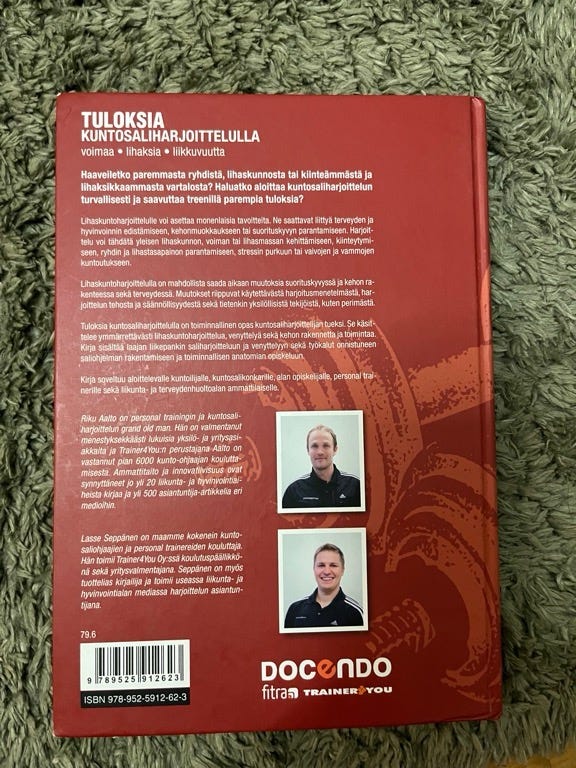 TULOKSIA
KUNTOSALIHARJOITTELULLA
voimaa • lihaksia • liikkuvuutta
Haaveiletko paremmasta ryhdistä, lihaskunnosta tai kiinteämmästä ja
lihaksikkaammasta vartalosta? Haluatko aloittaa kuntosaliharjoittelun
turvallisesti ja saavuttaa treenillä parempia tuloksia?
Lihaskuntoharjoittelulle voi asettaa monenlaisia tavoitteita. Ne saattavat liittyä terveyden ja
hyvinvoinnin edistämiseen, kehonmuokkaukseen tai suorituskyvyn parantamiseen. Harjoit-
telu voi tähdätä yleisen lihaskunnon, voiman tai lihasmassan kehittämiseen, kiinteytymi-
seen, ryhdin ja lihastasapainon parantamiseen, stressin purkuun tai vaivojen ja vammojen
kuntoutukseen.
Lihaskuntoharjoittelulla on mahdollista saada aikaan muutoksia suorituskyvyssä ja kehon ra-
kenteessa sekä terveydessä. Muutokset riippuvat käytettävästä harjoitusmenetelmästä, har-
joittelun tehosta ja säännöllisyydestä sekä tietenkin yksilöllisistä tekijöistä, kuten perimästä.
Tuloksia kuntosaliharjoittelulla on toiminnallinen opas kuntosaliharjoittelijan tueksi. Se käsit-
telee ymmärrettävästi lihaskuntoharjoittelua, venyttelyä sekä kehon rakennetta ja toimintaa.
Kirja sisältää laajan liikepankin saliharjoitteluun ja venyttelyyn sekä työkalut onnistuneen
saliohjelman rakentamiseen ja toiminnallisen anatomian opiskeluun.
Kirja soveltuu aloittelevalle kuntoilijalle, kuntosalikonkarille, alan opiskelijalle, personal trai-
nerille sekä liikunta- ja terveydenhuoltoalan ammattilaiselle.
Riku Aalto on personal trainingin ja kuntosali-
harjoittelun grand old man. Hän on valmentanut
menestyksekkäästi lukuisia yksilö- ja yritysasi-
akkaita ja Trainer4You:n perustajana Aalto on
vastannut pian 6000 kunto-ohjaajan koulutta-
misesta. Ammattitaito ja innovatiivisuus ovat
synnyttäneet jo yli 20 liikunta- ja hyvinvointiai-
heista kirjaa ja yli 500 asiantuntija-artikkelia eri
medioihin.
Lasse Seppänen on maamme kokenein kunto-
saliohjaajien ja personal trainereiden kouluttaja.
Hän toimii Trainer4You Oy:ssä koulutuspäällikkö-
nä sekä yritysvalmentajana. Seppänen on myös
tuottelias kirjailija ja toimii useassa liikunta- ja
hyvinvointialan mediassa harjoittelun asiantun-
tijana.
79.6
9 789525 912623
ISBN 978-952-5912-62-3
DOCENDO
fitra TRAINER4YOU